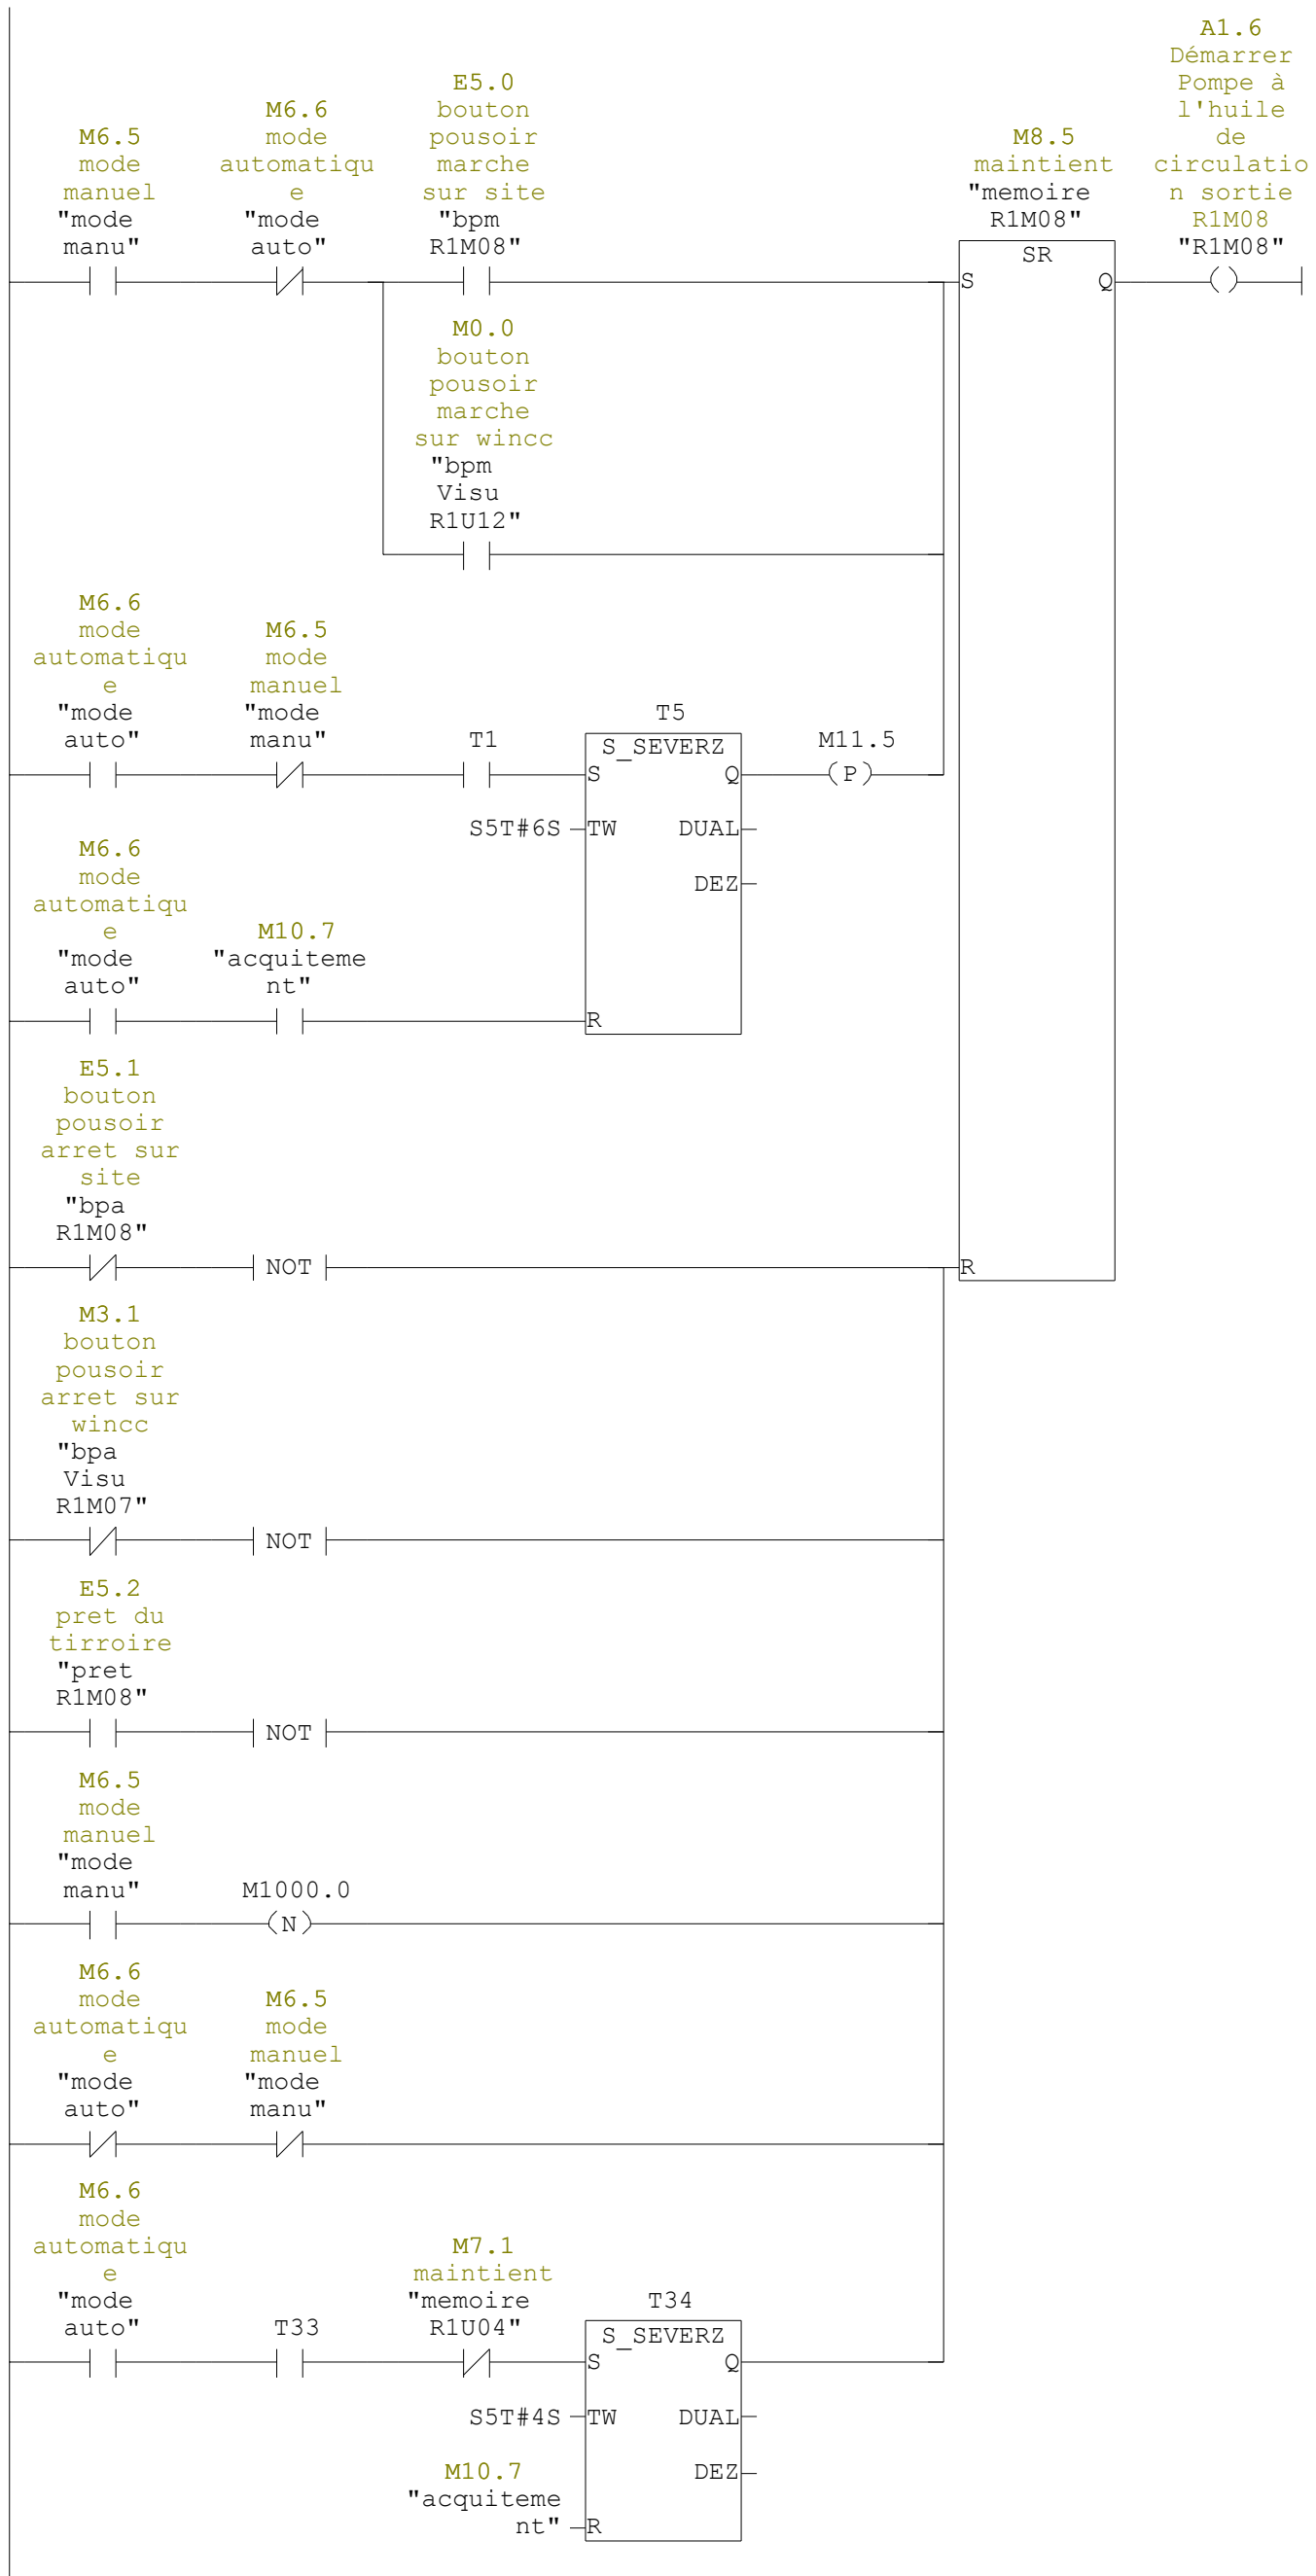 A1.6
Démarrer
Pompe à
l'huile
de
circulatio
n sortie
R1M08
"R1M08"
E5.0
bouton
pousoir
marche
sur site
"bpm
R1M08"
M6.6
mode
automatiqu
e
"mode
auto"
M6.5
mode
manuel
"mode
manu"
M8.5
maintient
"memoire
R1M08"
SR
S
Q
M0.0
bouton
pousoir
marche
sur wincc
"bpm
Visu
R1U12"
M6.6
mode
automatiqu
e
"mode
auto"
M6.5
mode
manuel
"mode
manu"
T1
T5
S_SEVERZ
S
Q
M11.5
(P)
S5T#6S
TW
DUAL
DEZ
M6.6
mode
automatiqu
e
"mode
auto"
M10.7
"acquiteme
nt"
R
E5.1
bouton
pousoir
arret sur
site
"bpa
R1M08"
NOT
R
M3.1
bouton
pousoir
arret sur
wincc
"bpa
Visu
R1M07"
NOT
E5.2
pret du
tirroire
"pret
R1M08"
NOT
M6.5
mode
manuel
"mode
manu"
M1000.0
(N)
M6.6
mode
automatiqu
e
"mode
auto"
M6.5
mode
manuel
"mode
manu"
M6.6
mode
automatiqu
e
"mode
auto"
T33
M7.1
maintient
"memoire
R1U04"
T34
S_SEVERZ
S
Q
S5T#4S
TW
DUAL
DEZ
M10.7
"acquiteme
nt"
R